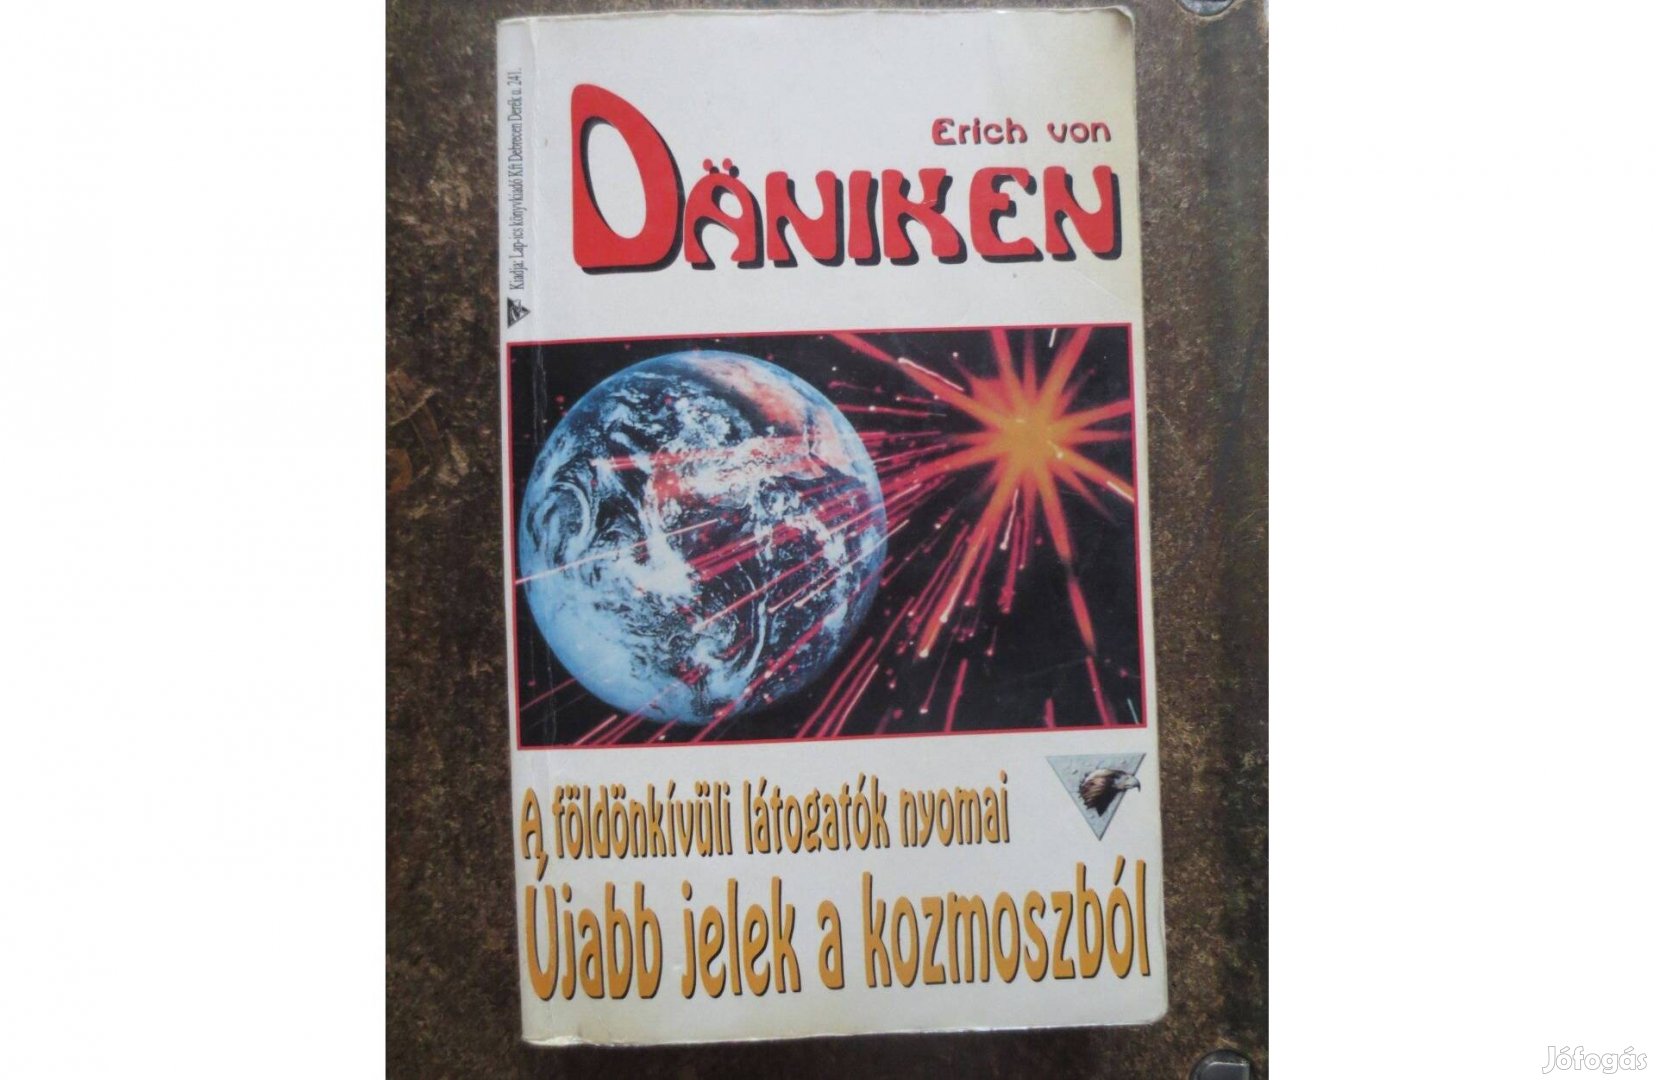 Kiadja: Lap-ics könyvkiadó Kft Debrecen Derék u. 241.
Erich von
DÄNIKEN
A földönkívüli látogatók nyomai
Újabb jelek a kozmoszból
Jófogás